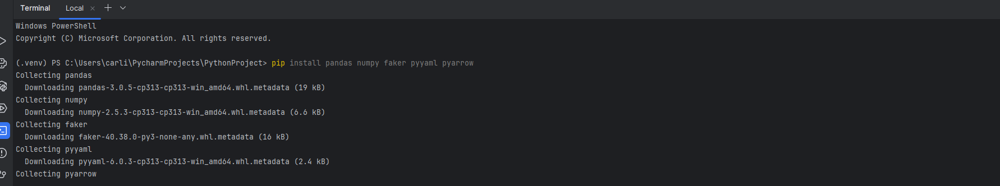 Terminal Local
Windows PowerShell
Copyright (C) Microsoft Corporation. All rights reserved.
(.venv) PS C:\Users\carli\PycharmProjects\PythonProject> pip install pandas numpy faker pyyaml pyarrow
Collecting pandas
  Downloading pandas-3.0.5-cp313-cp313-win_amd64.whl.metadata (19 kB)
Collecting numpy
  Downloading numpy-2.5.3-cp313-cp313-win_amd64.whl.metadata (6.6 kB)
Collecting faker
  Downloading faker-40.38.0-py3-none-any.whl.metadata (16 kB)
Collecting pyyaml
  Downloading pyyaml-6.0.3-cp313-cp313-win_amd64.whl.metadata (2.4 kB)
Collecting pyarrow